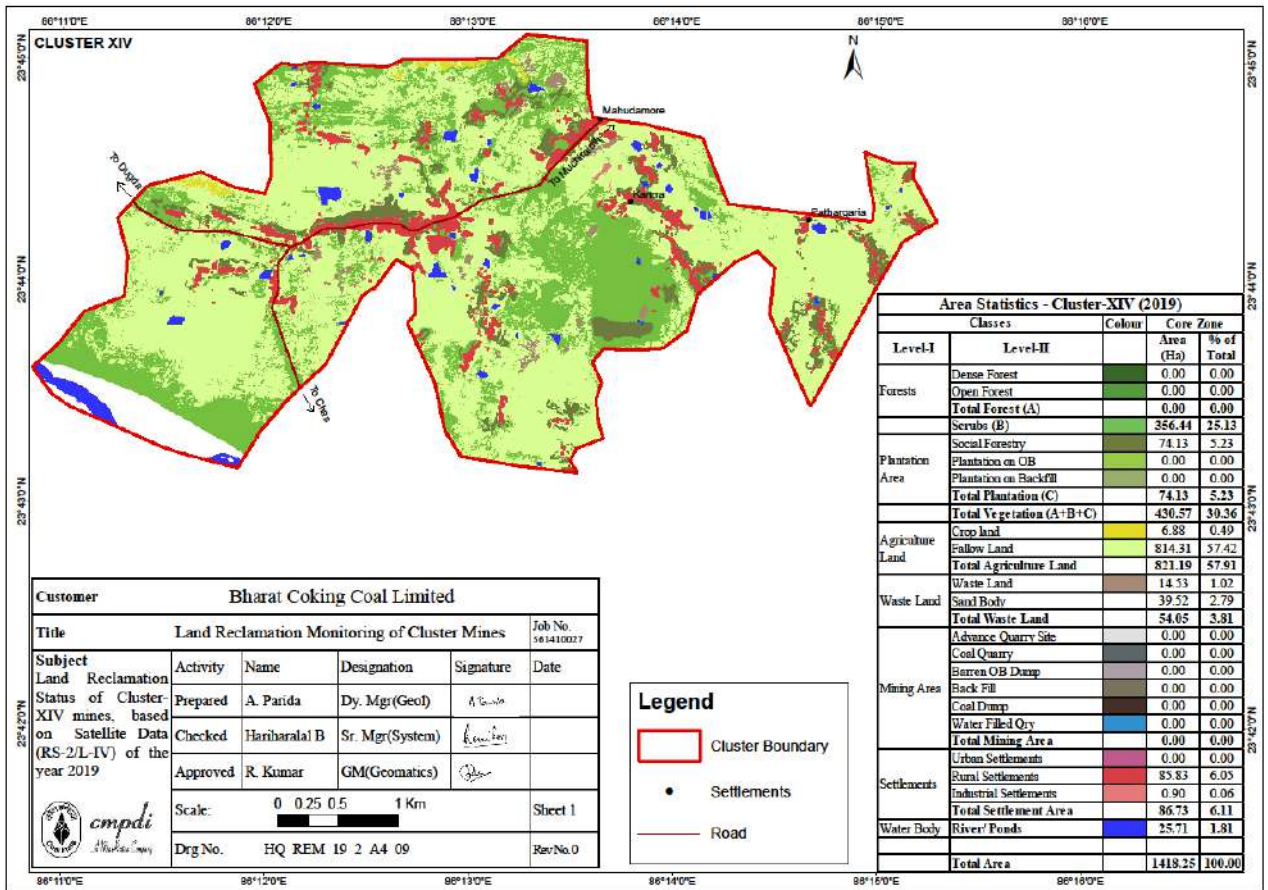 86°11'0"E 86°12'0"E 86°13'0"E 86°14'0"E 86°15'0"E 86°16'0"E
CLUSTER XIV
N
23°45'0"N
23°45'0"N
Mahudamore
To Dugda
To Muchraidih
Kantra
Pathargaria
23°44'0"N
23°44'0"N
To Chas
23°43'0"N
23°43'0"N
23°42'0"N
23°42'0"N
Area Statistics - Cluster-XIV (2019)
Classes Colour Core Zone
Level-I Level-II Area (Ha) % of Total
Forests
Dense Forest 0.00 0.00
Open Forest 0.00 0.00
Total Forest (A) 0.00 0.00
Scrubs (B) 356.44 25.13
Plantation Area
Social Forestry 74.13 5.23
Plantation on OB 0.00 0.00
Plantation on Backfill 0.00 0.00
Total Plantation (C) 74.13 5.23
Total Vegetation (A+B+C) 430.57 30.36
Agriculture Land
Crop land 6.88 0.49
Fallow Land 814.31 57.42
Total Agriculture Land 821.19 57.91
Waste Land
Waste Land 14.53 1.02
Sand Body 39.52 2.79
Total Waste Land 54.05 3.81
Mining Area
Advance Quarry Site 0.00 0.00
Coal Quarry 0.00 0.00
Barren OB Dump 0.00 0.00
Back Fill 0.00 0.00
Coal Dump 0.00 0.00
Water Filled Qry 0.00 0.00
Total Mining Area 0.00 0.00
Settlements
Urban Settlements 0.00 0.00
Rural Settlements 85.83 6.05
Industrial Settlements 0.90 0.06
Total Settlement Area 86.73 6.11
Water Body River/ Ponds 25.71 1.81
Total Area 1418.25 100.00
Customer Bharat Coking Coal Limited
Title Land Reclamation Monitoring of Cluster Mines Job No. 561410027
Subject
Land Reclamation
Status of Cluster-
XIV mines, based
on Satellite Data
(RS-2/L-IV) of the
year 2019
Activity Name Designation Signature Date
Prepared A. Parida Dy. Mgr(Geol)
Checked Hariharalal B Sr. Mgr(System)
Approved R. Kumar GM(Geomatics)
Scale: 0 0.25 0.5 1 Km Sheet 1
Drg No. HQ REM 19 2 A4 09 Rev No.0
cmpdi
A Mini Ratna Company
Legend
Cluster Boundary
Settlements
Road
86°11'0"E 86°12'0"E 86°13'0"E 86°14'0"E 86°15'0"E 86°16'0"E